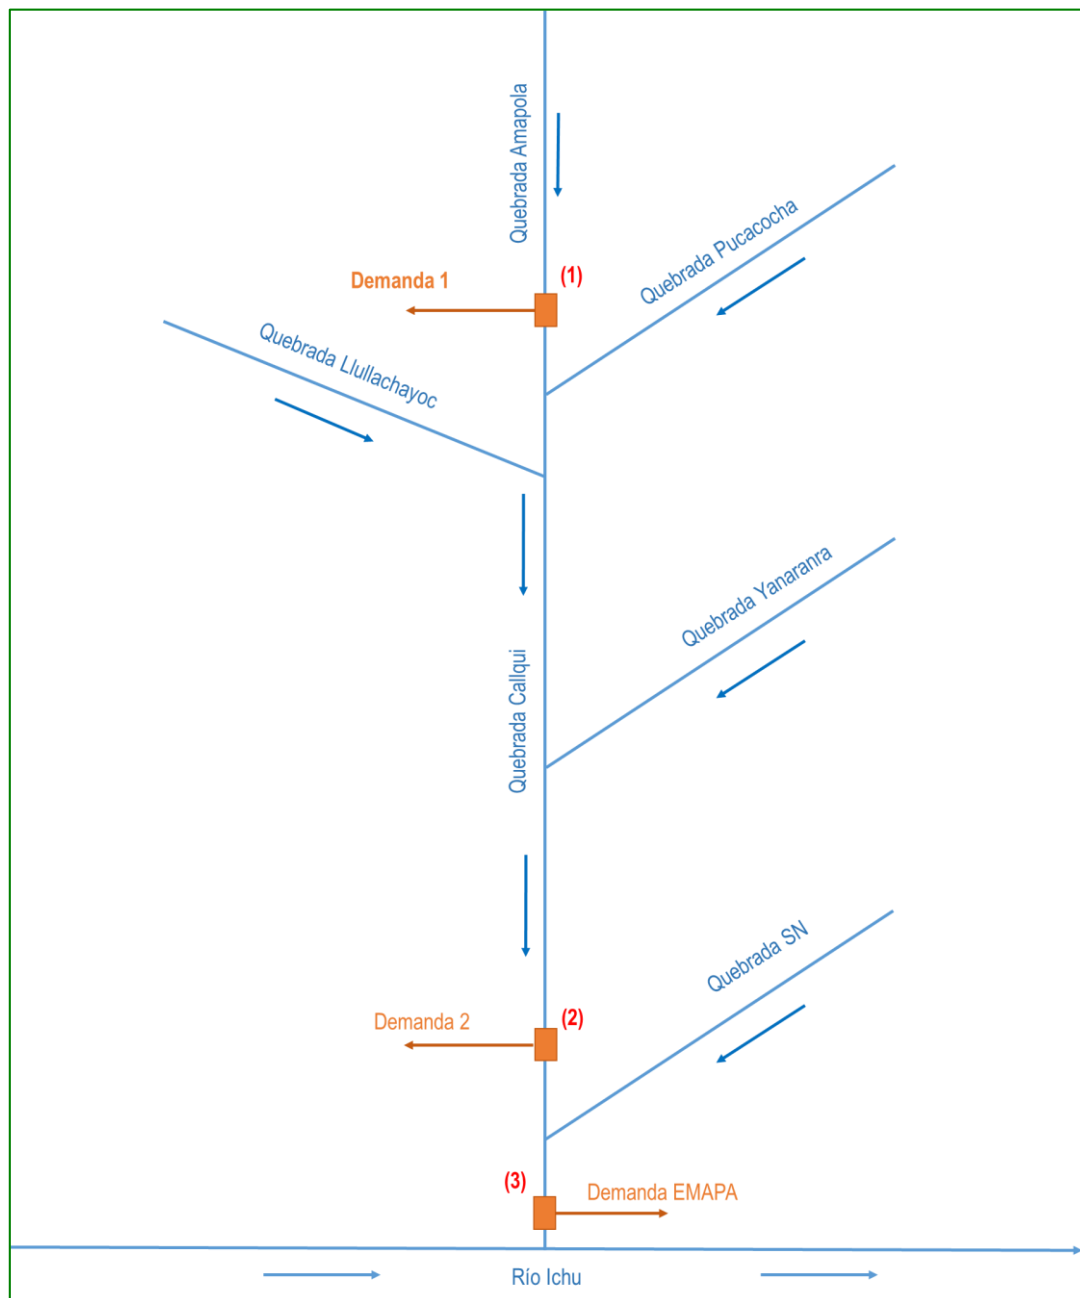 Quebrada Amapola
Quebrada Pucacocha
(1)
Demanda 1
Quebrada Llullachayoc
Quebrada Yanaranra
Quebrada Callqui
Quebrada SN
(2)
Demanda 2
(3)
Demanda EMAPA
Río Ichu